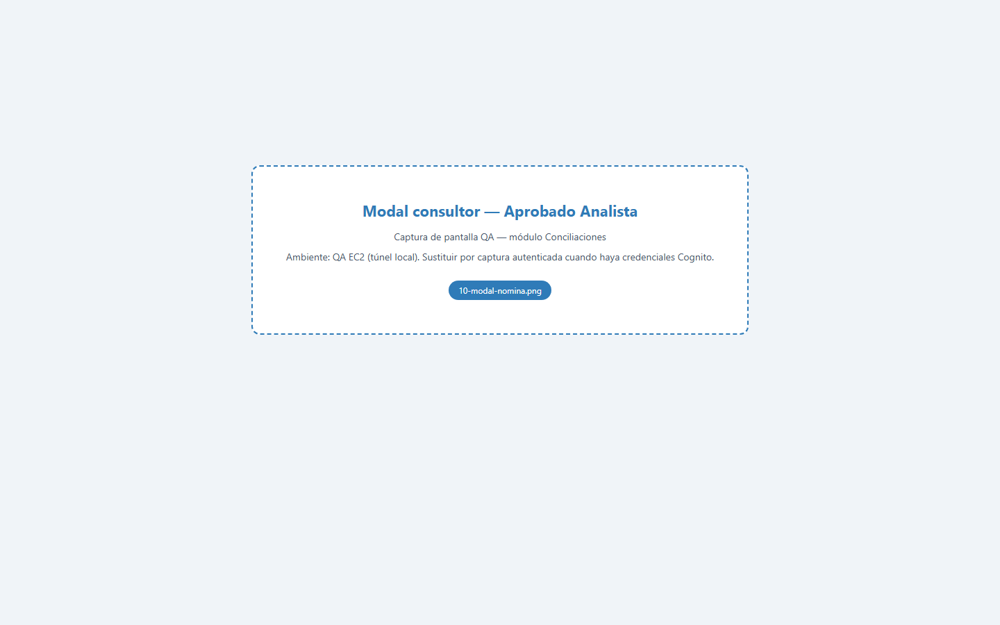 Modal consultor — Aprobado Analista
Captura de pantalla QA — módulo Conciliaciones
Ambiente: QA EC2 (túnel local). Sustituir por captura autenticada cuando haya credenciales Cognito.
10-modal-nomina.png